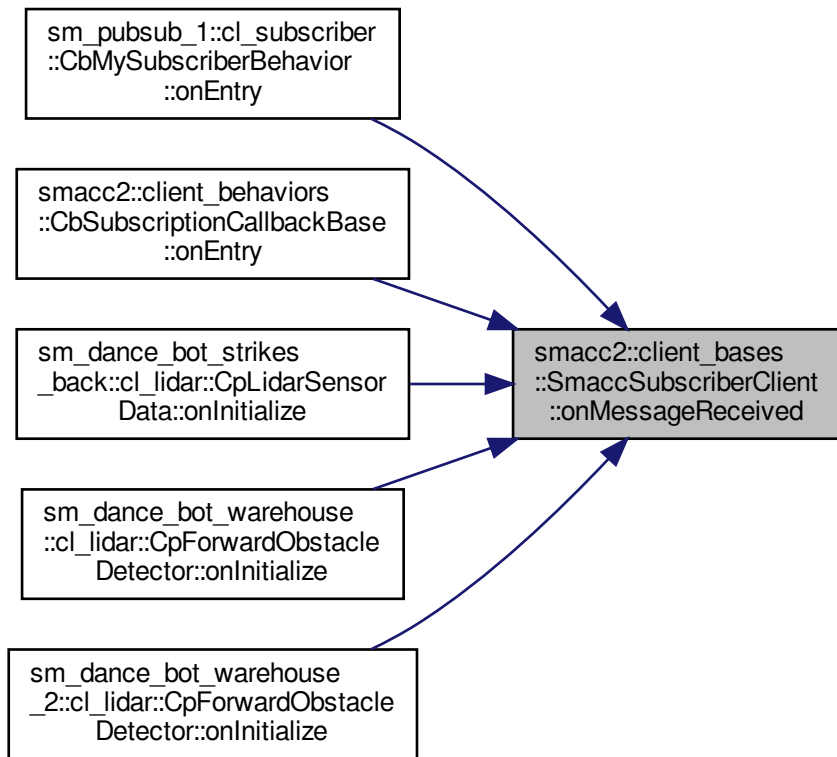 sm_pubsub_1::cl_subscriber
::CbMySubscriberBehavior
::onEntry
smacc2::client_behaviors
::CbSubscriptionCallbackBase
::onEntry
sm_dance_bot_strikes
_back::cl_lidar::CpLidarSensor
Data::onInitialize
sm_dance_bot_warehouse
::cl_lidar::CpForwardObstacle
Detector::onInitialize
sm_dance_bot_warehouse
_2::cl_lidar::CpForwardObstacle
Detector::onInitialize
smacc2::client_bases
::SmaccSubscriberClient
::onMessageReceived